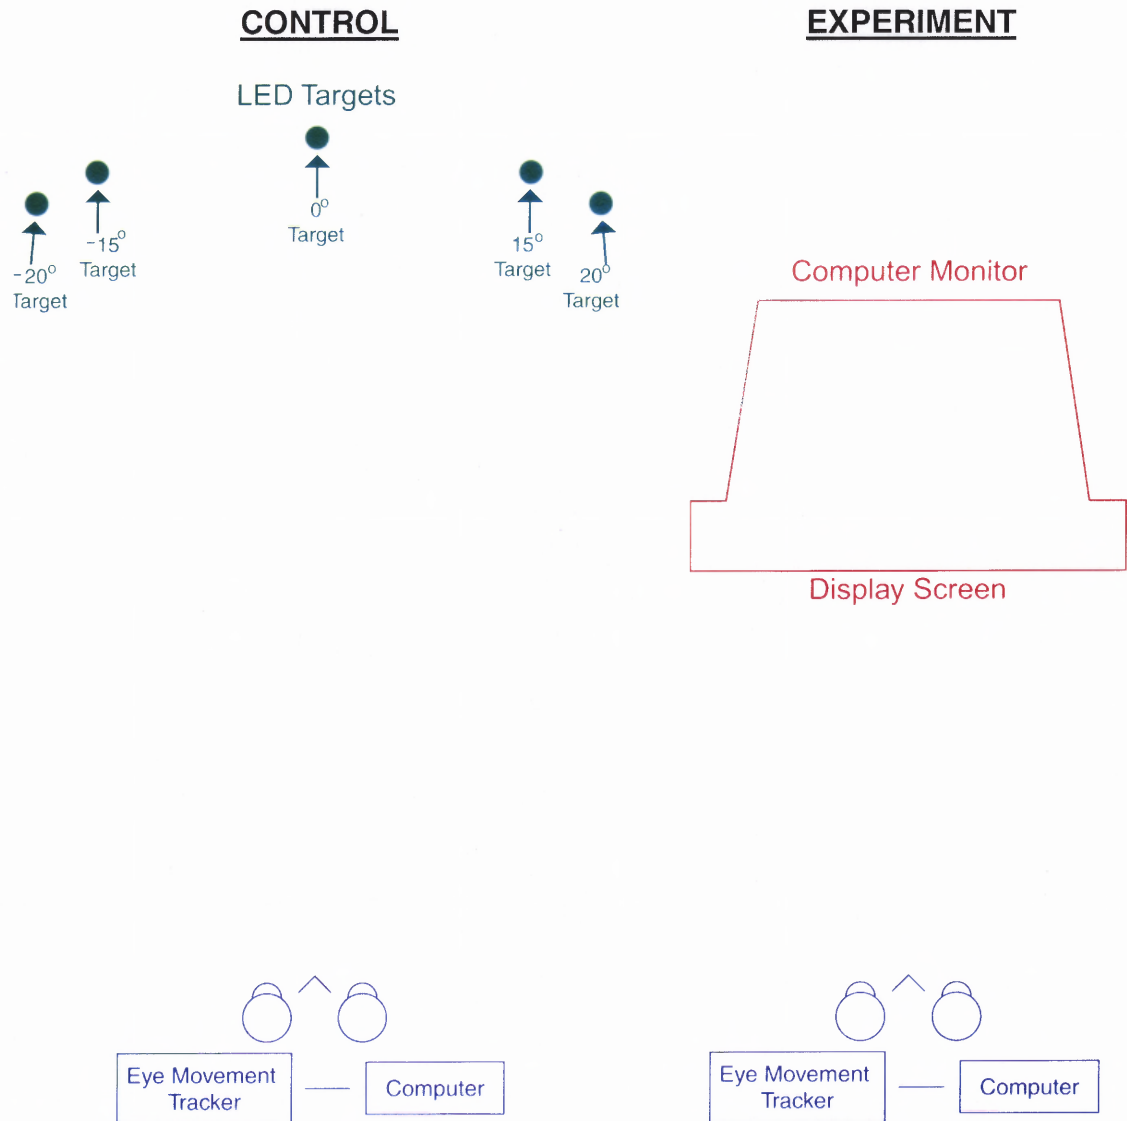 CONTROL
LED Targets
0°
Target
-15°
Target
-20°
Target
15°
Target
20°
Target
Eye Movement
Tracker
Computer
EXPERIMENT
Computer Monitor
Display Screen
Eye Movement
Tracker
Computer